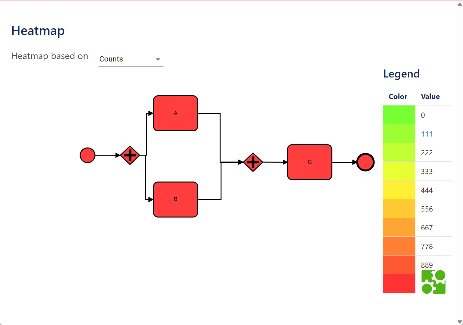 Heatmap
Heatmap based on
Counts
Legend
Color Value
0
111
222
333
444
556
667
778
889
A
B